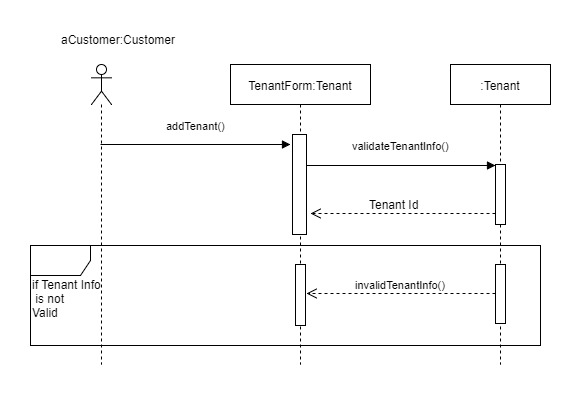 aCustomer:Customer
TenantForm:Tenant
:Tenant
addTenant()
validateTenantInfo()
Tenant Id
if Tenant Info
is not
Valid
invalidTenantInfo()